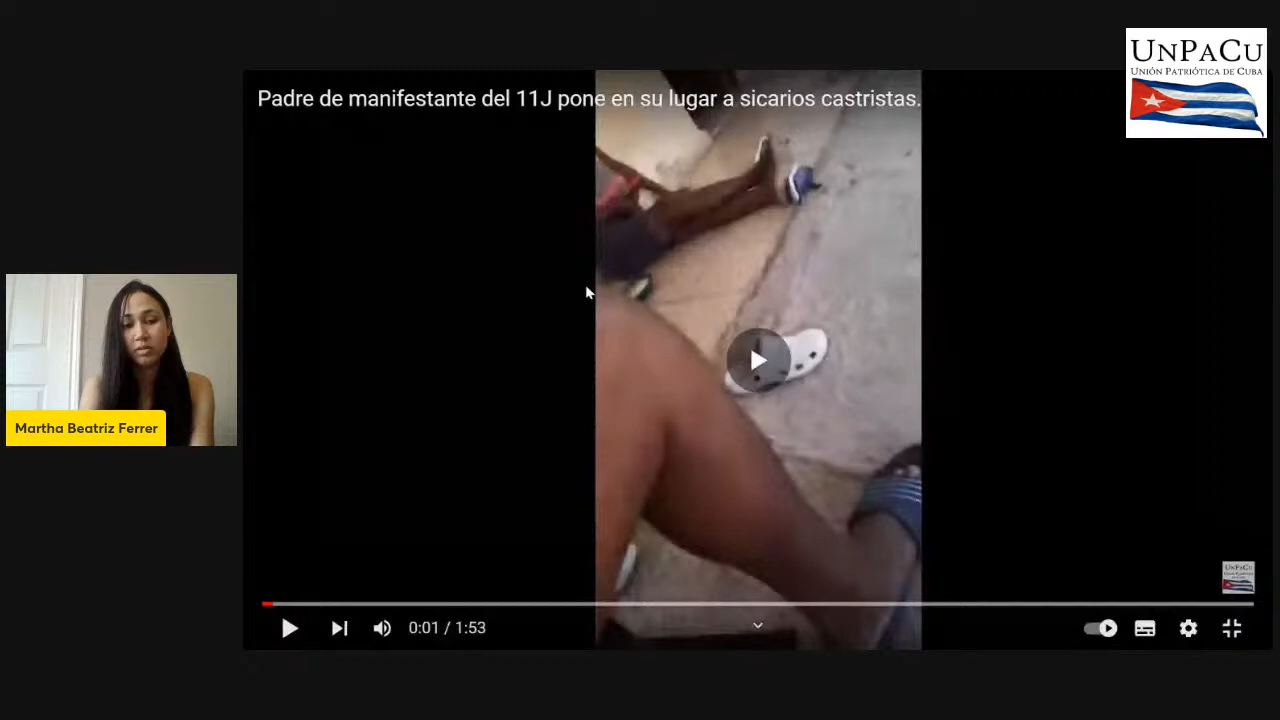 UNPACU
UNIÓN PATRIÓTICA DE CUBA
Padre de manifestante del 11J pone en su lugar a sicarios castristas.
Martha Beatriz Ferrer
UNPACU
0:01 / 1:53